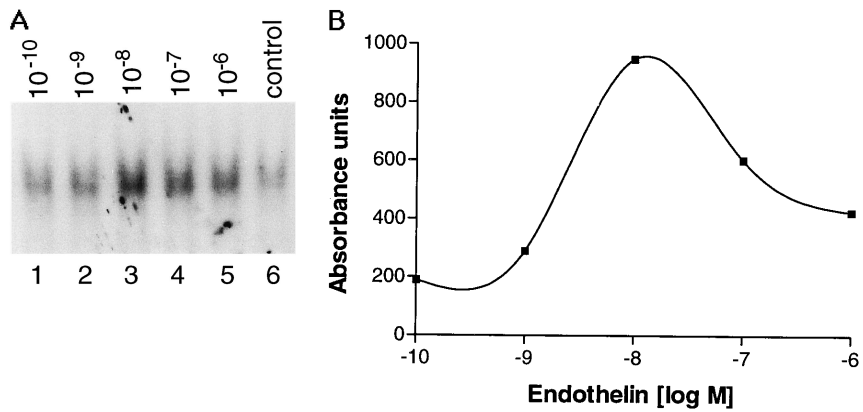 A
10⁻¹⁰ 10⁻⁹ 10⁻⁸ 10⁻⁷ 10⁻⁶ control
1 2 3 4 5 6
B
Absorbance units
1000
800
600
400
200
0
-10 -9 -8 -7 -6
Endothelin [log M]